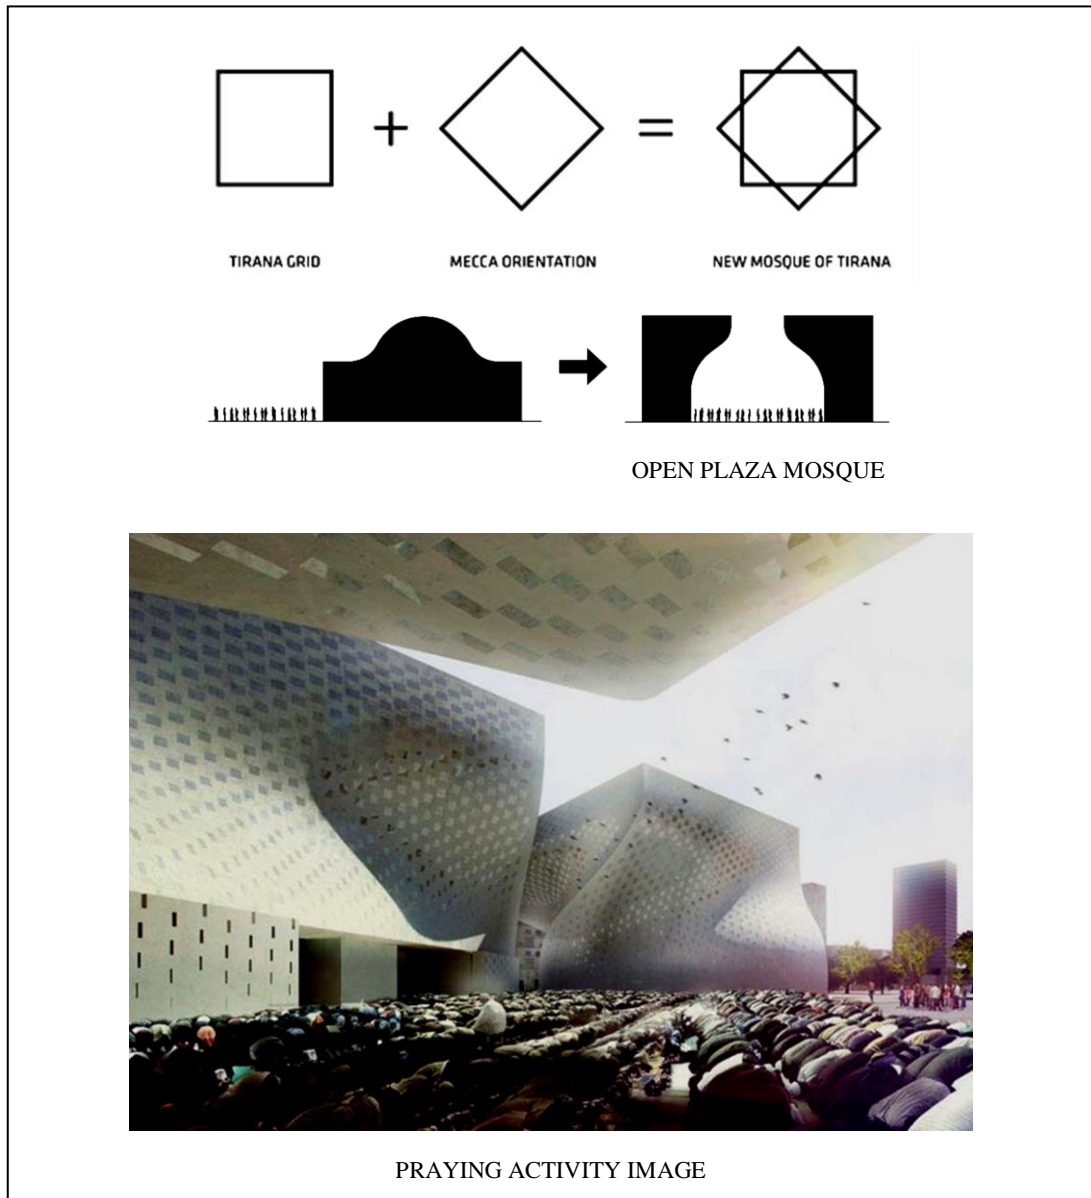 TIRANA GRID
MECCA ORIENTATION
NEW MOSQUE OF TIRANA
OPEN PLAZA MOSQUE
PRAYING ACTIVITY IMAGE